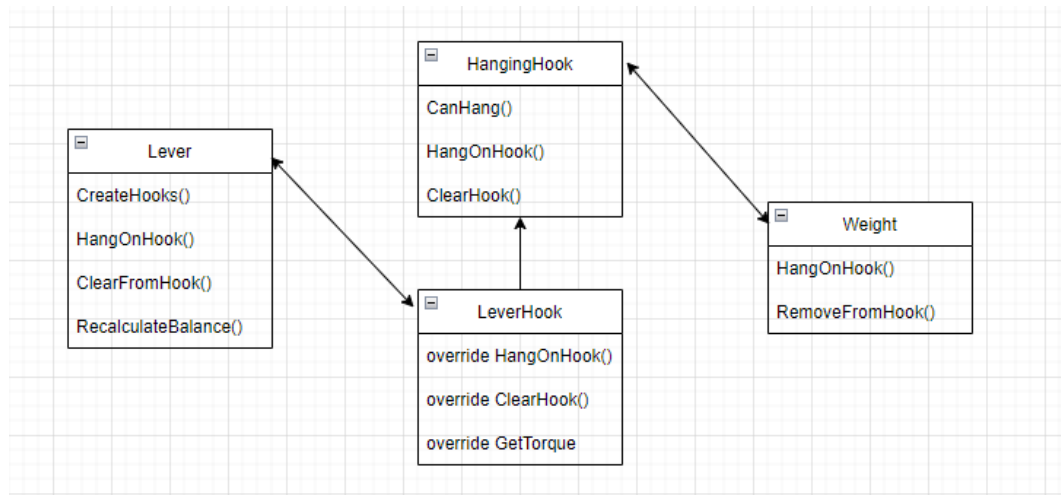 HangingHook
CanHang()
HangOnHook()
ClearHook()
Lever
CreateHooks()
HangOnHook()
ClearFromHook()
RecalculateBalance()
Weight
HangOnHook()
RemoveFromHook()
LeverHook
override HangOnHook()
override ClearHook()
override GetTorque